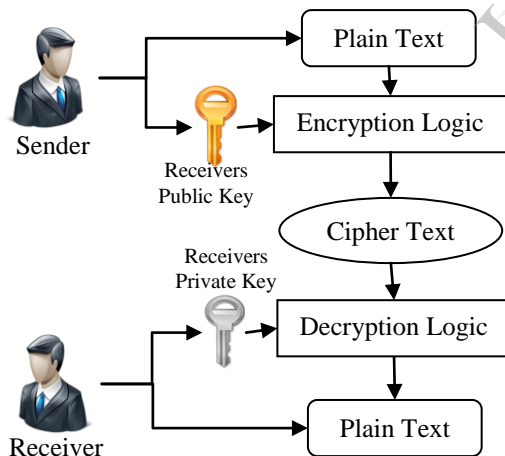 Plain Text
Sender
Encryption Logic
Receivers
Public Key
Cipher Text
Receivers
Private Key
Decryption Logic
Receiver
Plain Text